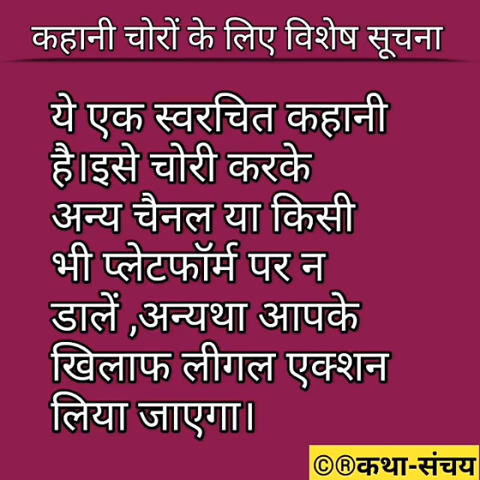 कहानी चोरों के लिए विशेष सूचना
ये एक स्वरचित कहानी
है।इसे चोरी करके
अन्य चैनल या किसी
भी प्लेटफॉर्म पर न
डालें ,अन्यथा आपके
खिलाफ लीगल एक्शन
लिया जाएगा।
©®कथा-संचय